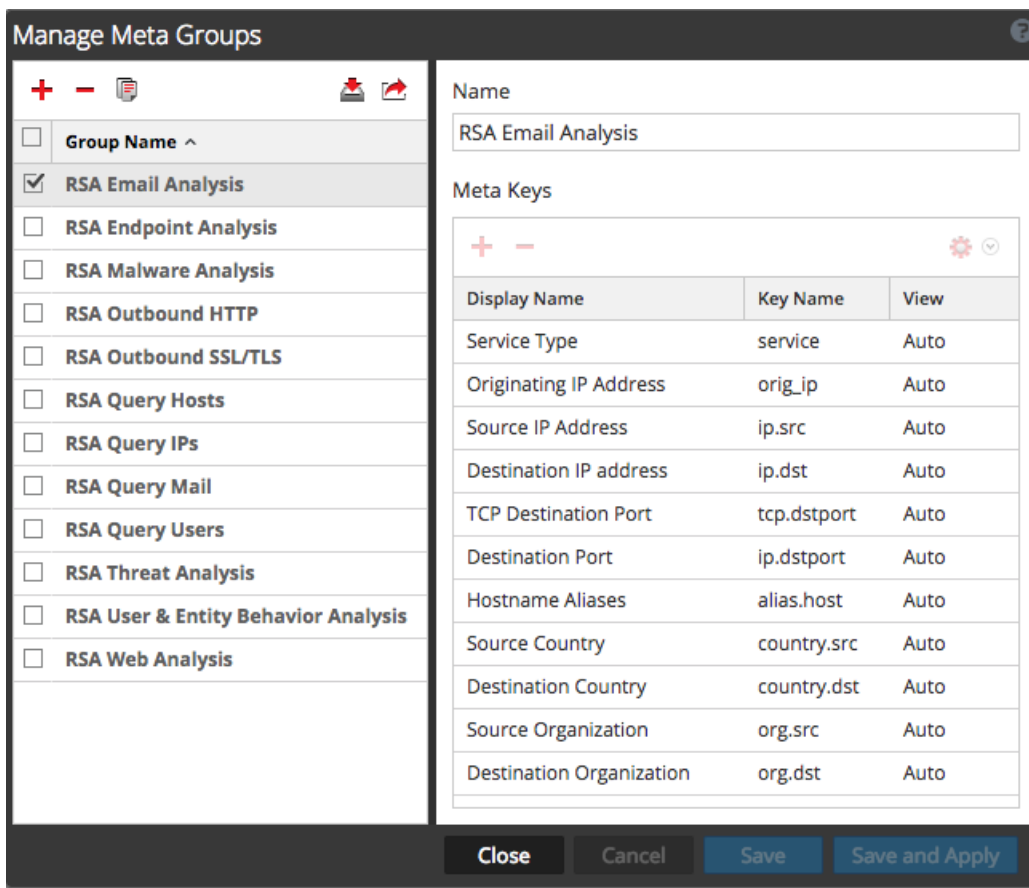 Manage Meta Groups
Group Name
RSA Email Analysis
RSA Endpoint Analysis
RSA Malware Analysis
RSA Outbound HTTP
RSA Outbound SSL/TLS
RSA Query Hosts
RSA Query IPs
RSA Query Mail
RSA Query Users
RSA Threat Analysis
RSA User & Entity Behavior Analysis
RSA Web Analysis
Name
RSA Email Analysis
Meta Keys
Display Name Key Name View
Service Type service Auto
Originating IP Address orig_ip Auto
Source IP Address ip.src Auto
Destination IP address ip.dst Auto
TCP Destination Port tcp.dstport Auto
Destination Port ip.dstport Auto
Hostname Aliases alias.host Auto
Source Country country.src Auto
Destination Country country.dst Auto
Source Organization org.src Auto
Destination Organization org.dst Auto
Close Cancel Save Save and Apply